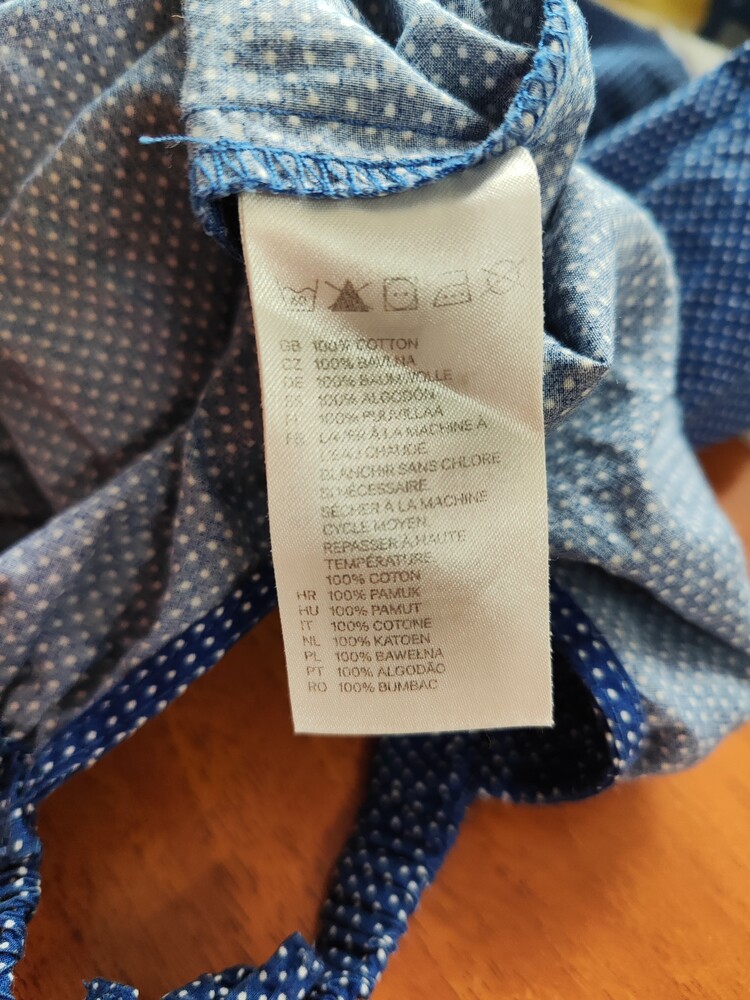 40
GB 100% COTTON
CZ 100% BAVLNA
DE 100% BAUMWOLLE
100% ALGODÓN
FI 100% PUUVILLAA
FR LAVER À LA MACHINE À
L'EAU CHAUDE
BLANCHIR SANS CHLORE
SI NÉCESSAIRE.
SÉCHER À LA MACHINE
CYCLE MOYEN.
REPASSER À HAUTE
TEMPÉRATURE.
100% COTON
HR 100% PAMUK
HU 100% PAMUT
IT 100% COTONE
NL 100% KATOEN
PL 100% BAWEŁNA
PT 100% ALGODÃO
RO 100% BUMBAC